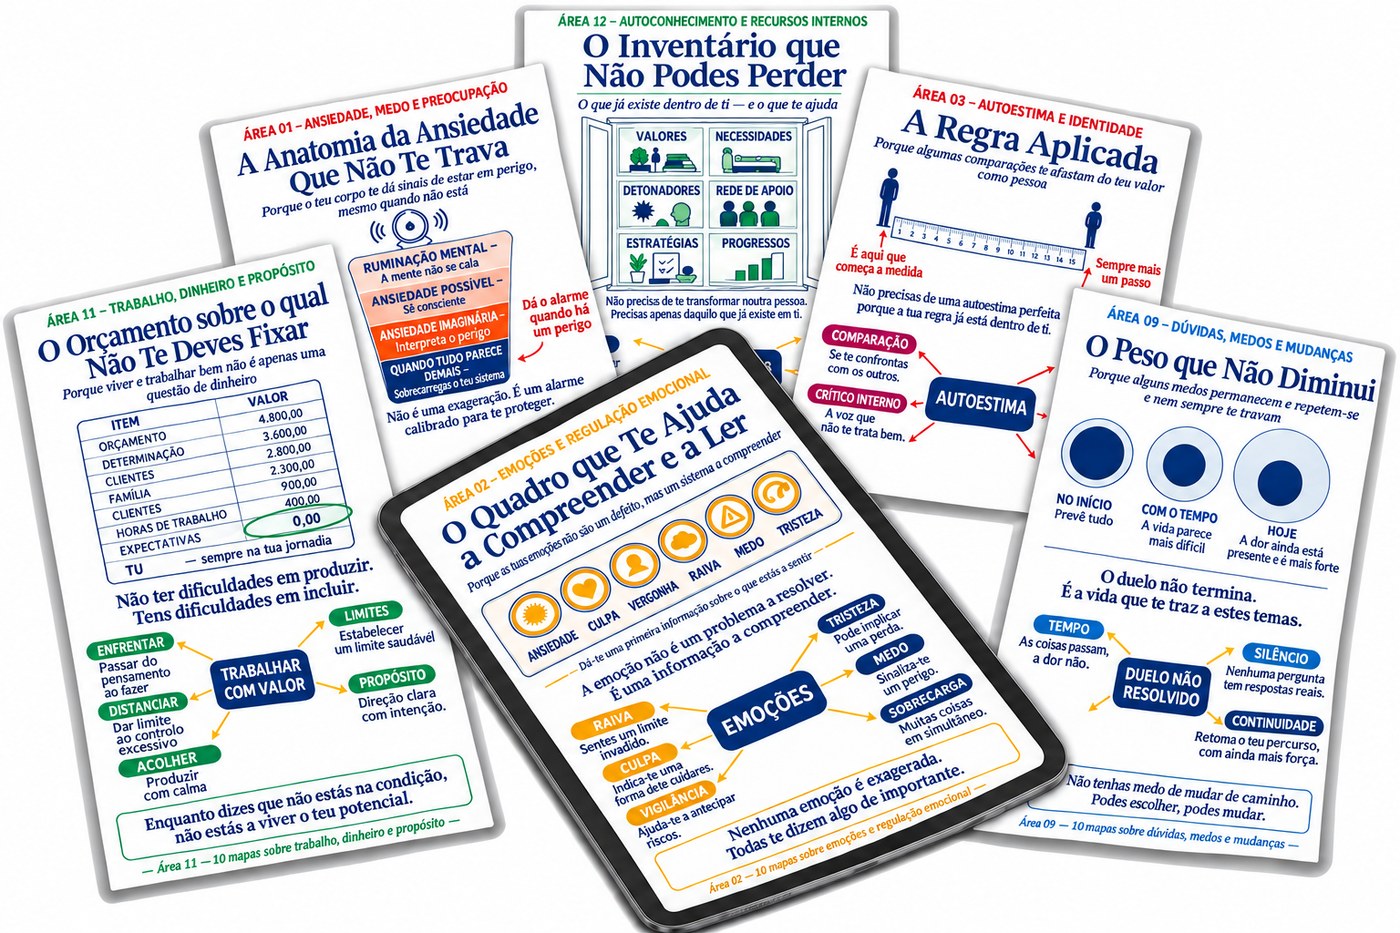 ÁREA 12 – AUTOCONHECIMENTO E RECURSOS INTERNOS
O Inventário que
Não Podes Perder
O que já existe dentro de ti — e o que te ajuda
VALORES
NECESSIDADES
DETONADORES
REDE DE APOIO
ESTRATÉGIAS
PROGRESSOS
Não precisas de te transformar noutra pessoa.
Precisas apenas daquilo que já existe em ti.
ÁREA 01 – ANSIEDADE, MEDO E PREOCUPAÇÃO
A Anatomia da Ansiedade
Que Não Te Trava
Porque o teu corpo te dá sinais de estar em perigo,
mesmo quando não está
RUMINAÇÃO MENTAL –
A mente não se cala
ANSIEDADE POSSÍVEL –
Sê consciente
ANSIEDADE IMAGINÁRIA –
Interpreta o perigo
QUANDO TUDO PARECE
DEMAIS –
Sobrecarregas o teu sistema
Dá o alarme
quando há
um perigo
Não é uma exageração. É um alarme
calibrado para te proteger.
ÁREA 03 – AUTOESTIMA E IDENTIDADE
A Regra Aplicada
Porque algumas comparações te afastam do teu valor
como pessoa
1 2 3 4 5 6 7 8 9 10 11 12 13 14 15
É aqui que
começa a medida
Sempre mais
um passo
Não precisas de uma autoestima perfeita
porque a tua regra já está dentro de ti.
COMPARAÇÃO
Se te confrontas
com os outros.
CRÍTICO INTERNO
A voz que
não te trata bem.
AUTOESTIMA
ÁREA 11 – TRABALHO, DINHEIRO E PROPÓSITO
O Orçamento sobre o qual
Não Te Deves Fixar
Porque viver e trabalhar bem não é apenas uma
questão de dinheiro
ITEM VALOR
ORÇAMENTO 4.800,00
DETERMINAÇÃO 3.600,00
CLIENTES 2.800,00
FAMÍLIA 2.300,00
CLIENTES 900,00
HORAS DE TRABALHO 400,00
EXPECTATIVAS 0,00
TU — sempre na tua jornadia
Não ter dificuldades em produzir.
Tens dificuldades em incluir.
ENFRENTAR
Passar do
pensamento
ao fazer
DISTANCIAR
Dar limite
ao controlo
excessivo
ACOLHER
Produzir
com calma
TRABALHAR
COM VALOR
LIMITES
Estabelecer
um limite saudável
PROPÓSITO
Direção clara
com intenção.
Enquanto dizes que não estás na condição,
não estás a viver o teu potencial.
— Área 11 — 10 mapas sobre trabalho, dinheiro e propósito —
ÁREA 02 – EMOÇÕES E REGULAÇÃO EMOCIONAL
O Quadro que Te Ajuda
a Compreender e a Ler
Porque as tuas emoções não são um defeito, mas um sistema a compreender
ANSIEDADE CULPA VERGONHA RAIVA MEDO TRISTEZA
— Dá-te uma primeira informação sobre o que estás a sentir —
A emoção não é um problema a resolver.
É uma informação a compreender.
RAIVA
Sentes um limite
invadido.
CULPA
Indica-te uma
forma dete cuidares.
VIGILÂNCIA
Ajuda-te a antecipar
riscos.
EMOÇÕES
TRISTEZA
Pode implicar
uma perda.
MEDO
Sinaliza-te
um perigo.
SOBRECARGA
Muitas coisas
em simultâneo.
Nenhuma emoção é exagerada.
Todas te dizem algo de importante.
Área 02 — 10 mapas sobre emoções e regulação emocional —
ÁREA 09 – DÚVIDAS, MEDOS E MUDANÇAS
O Peso que Não Diminui
Porque alguns medos permanecem e repetem-se
e nem sempre te travam
NO INÍCIO
Prevê tudo
COM O TEMPO
A vida parece
mais difícil
HOJE
A dor ainda está
presente e é mais forte
O duelo não termina.
É a vida que te traz a estes temas.
TEMPO
As coisas passam,
a dor não.
DUELO NÃO
RESOLVIDO
SILÊNCIO
Nenhuma pergunta
tem respostas reais.
CONTINUIDADE
Retoma o teu percurso,
com ainda mais força.
Não tenhas medo de mudar de caminho.
Podes escolher, podes mudar.
Área 09 — 10 mapas sobre dúvidas, medos e mudanças —